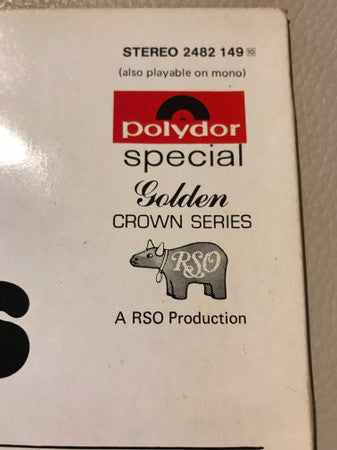 STEREO 2482 149
(also playable on mono)
polydor
special
Golden
CROWN SERIES
RSO
A RSO Production
s